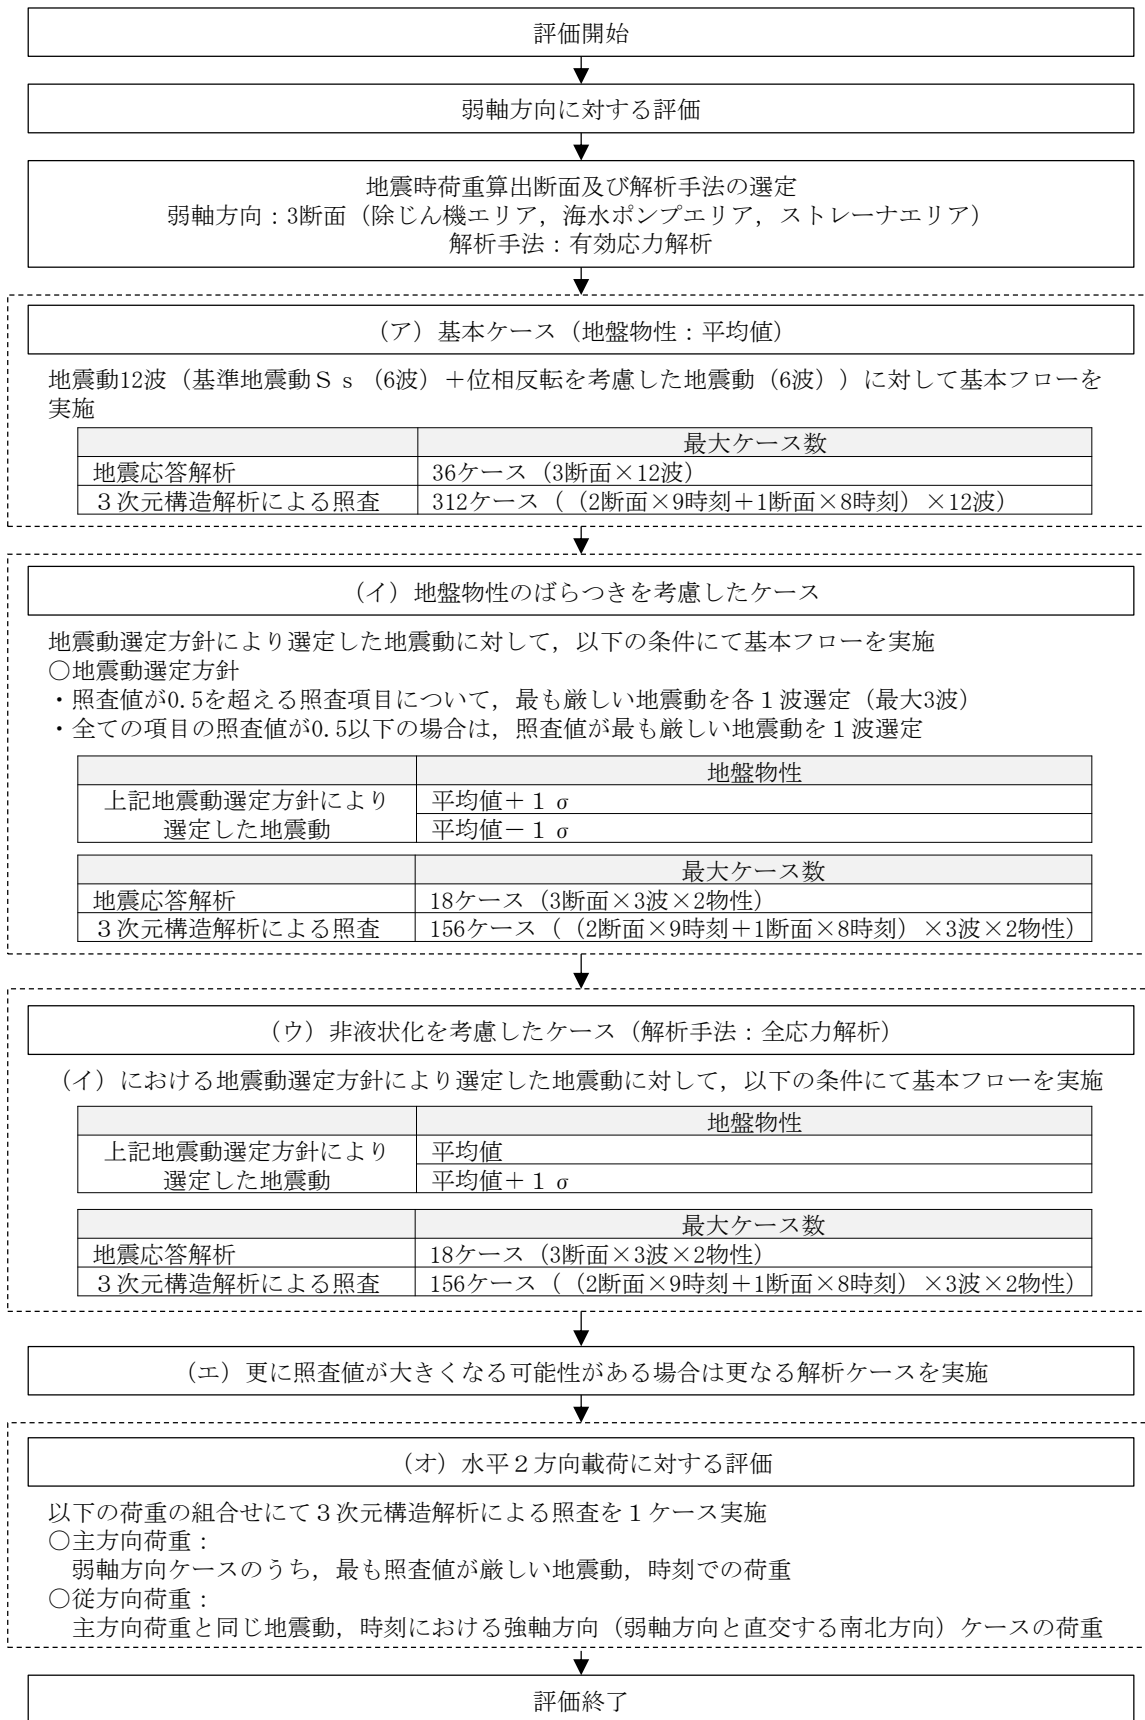 評価開始
弱軸方向に対する評価
地震時荷重算出断面及び解析手法の選定
弱軸方向：3断面（除じん機エリア，海水ポンプエリア，ストレーナエリア）
解析手法：有効応力解析
（ア）基本ケース（地盤物性：平均値）
地震動12波（基準地震動Ｓｓ（6波）＋位相反転を考慮した地震動（6波））に対して基本フローを
実施
最大ケース数
地震応答解析 36ケース（3断面×12波）
３次元構造解析による照査 312ケース（（2断面×9時刻＋1断面×8時刻）×12波）
（イ）地盤物性のばらつきを考慮したケース
地震動選定方針により選定した地震動に対して，以下の条件にて基本フローを実施
○地震動選定方針
・照査値が0.5を超える照査項目について，最も厳しい地震動を各１波選定（最大3波）
・全ての項目の照査値が0.5以下の場合は，照査値が最も厳しい地震動を１波選定
地盤物性
上記地震動選定方針により
選定した地震動
平均値＋１σ
平均値－１σ
最大ケース数
地震応答解析 18ケース（3断面×3波×2物性）
３次元構造解析による照査 156ケース（（2断面×9時刻＋1断面×8時刻）×3波×2物性）
（ウ）非液状化を考慮したケース（解析手法：全応力解析）
（イ）における地震動選定方針により選定した地震動に対して，以下の条件にて基本フローを実施
地盤物性
上記地震動選定方針により
選定した地震動
平均値
平均値＋１σ
最大ケース数
地震応答解析 18ケース（3断面×3波×2物性）
３次元構造解析による照査 156ケース（（2断面×9時刻＋1断面×8時刻）×3波×2物性）
（エ）更に照査値が大きくなる可能性がある場合は更なる解析ケースを実施
（オ）水平２方向載荷に対する評価
以下の荷重の組合せにて３次元構造解析による照査を１ケース実施
○主方向荷重：
弱軸方向ケースのうち，最も照査値が厳しい地震動，時刻での荷重
○従方向荷重：
主方向荷重と同じ地震動，時刻における強軸方向（弱軸方向と直交する南北方向）ケースの荷重
評価終了